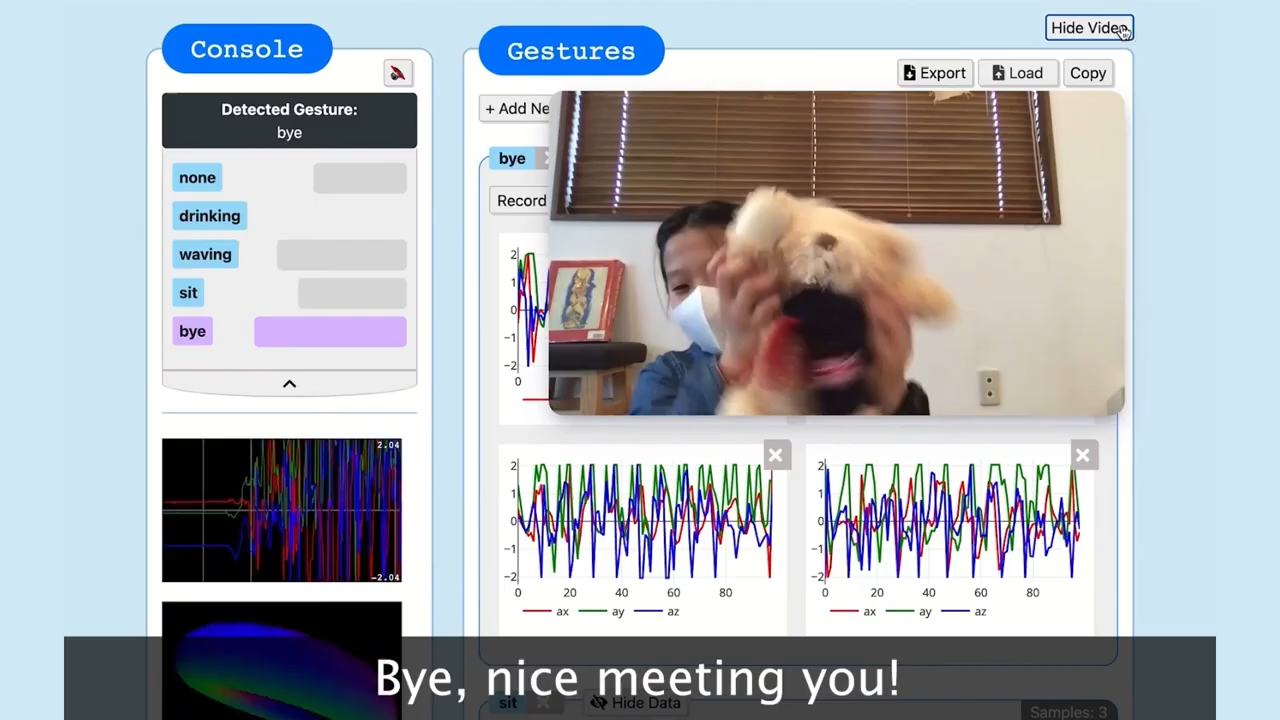 Hide Video
Console
Gestures
Export
Load
Copy
Detected Gesture:
bye
none
drinking
waving
sit
bye
2.04
-2.04
+ Add Ne
bye
Record
2
1
0
−1
−2
0
2
1
0
−1
−2
0 20 40 60 80
ax ay az
2
1
0
−1
−2
0 20 40 60 80
ax ay az
Bye, nice meeting you!
sit
Hide Data
Samples: 3